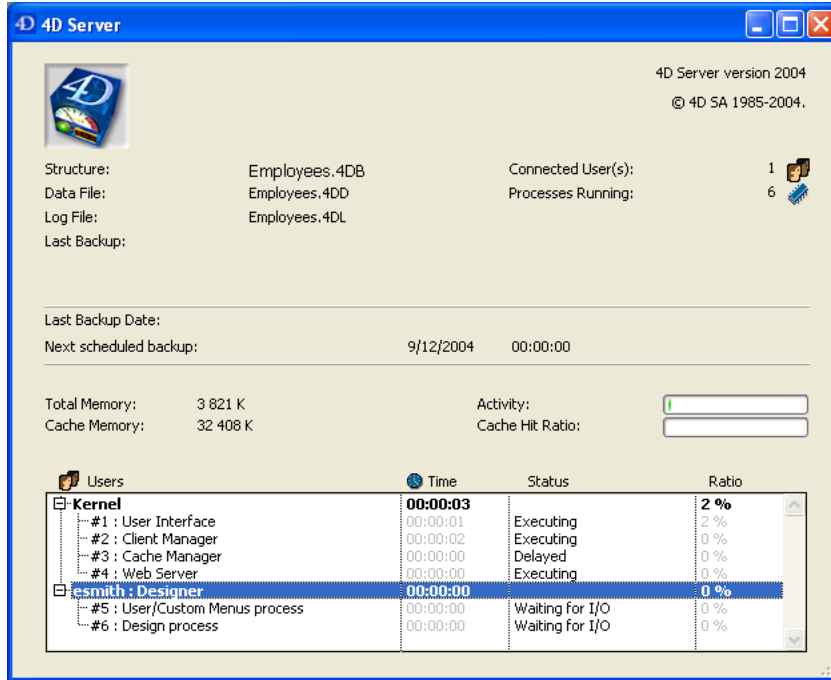 4D 4D Server
4D
4D Server version 2004
© 4D SA 1985-2004.
Structure: Employees.4DB Connected User(s): 1
Data File: Employees.4DD Processes Running: 6
Log File: Employees.4DL
Last Backup:
Last Backup Date:
Next scheduled backup: 9/12/2004 00:00:00
Total Memory: 3 821 K Activity:
Cache Memory: 32 408 K Cache Hit Ratio:
Users Time Status Ratio
Kernel 00:00:03 2 %
#1 : User Interface 00:00:01 Executing 2 %
#2 : Client Manager 00:00:02 Executing 0 %
#3 : Cache Manager 00:00:00 Delayed 0 %
#4 : Web Server 00:00:00 Executing 0 %
esmith : Designer 00:00:00 0 %
#5 : User/Custom Menus process 00:00:00 Waiting for I/O 0 %
#6 : Design process 00:00:00 Waiting for I/O 0 %